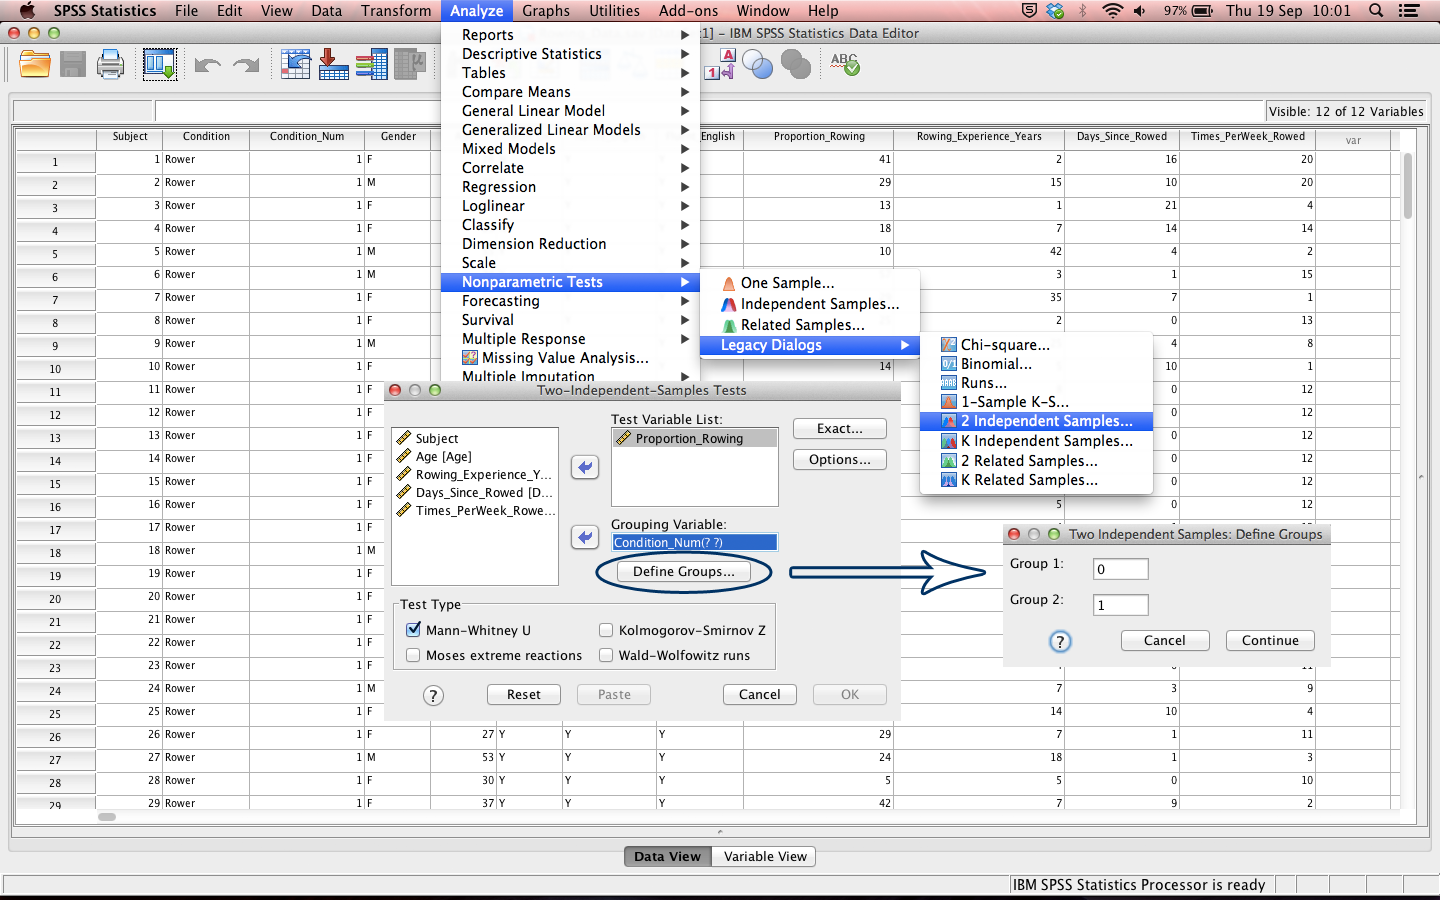 SPSS Statistics File Edit View Data Transform Analyze Graphs Utilities Add-ons Window Help 97% Thu 19 Sep 10:01
1] - IBM SPSS Statistics Data Editor
Visible: 12 of 12 Variables
Subject Condition Condition_Num Gender English Proportion_Rowing Rowing_Experience_Years Days_Since_Rowed Times_PerWeek_Rowed var
1 1 Rower 1 F 41 2 16 20
2 2 Rower 1 M 29 15 10 20
3 3 Rower 1 F 13 1 21 4
4 4 Rower 1 F 18 7 14 14
5 5 Rower 1 M 10 42 4 2
6 6 Rower 1 M 3 1 15
7 7 Rower 1 F 35 7 1
8 8 Rower 1 F 2 0 13
9 9 Rower 1 M 4 8
10 10 Rower 1 F 14 10 1
11 11 Rower 1 F 0 12
12 12 Rower 1 F 0 12
13 13 Rower 1 F 0 12
14 14 Rower 1 F 0 12
15 15 Rower 1 F 0 12
16 16 Rower 1 F 5 0 12
17 17 Rower 1 F
18 18 Rower 1 M
19 19 Rower 1 F
20 20 Rower 1 F
21 21 Rower 1 F
22 22 Rower 1 F
23 23 Rower 1 F
24 24 Rower 1 M 7 3 9
25 25 Rower 1 F 14 10 4
26 26 Rower 1 F 27 Y Y Y 29 7 1 11
27 27 Rower 1 M 53 Y Y Y 24 18 1 3
28 28 Rower 1 F 30 Y Y Y 5 5 0 10
29 29 Rower 1 F 37 Y Y Y 42 7 9 2
Reports
Descriptive Statistics
Tables
Compare Means
General Linear Model
Generalized Linear Models
Mixed Models
Correlate
Regression
Loglinear
Classify
Dimension Reduction
Scale
Nonparametric Tests
Forecasting
Survival
Multiple Response
Missing Value Analysis...
Multiple Imputation
One Sample...
Independent Samples...
Related Samples...
Legacy Dialogs
Chi-square...
Binomial...
Runs...
1-Sample K-S...
2 Independent Samples...
K Independent Samples...
2 Related Samples...
K Related Samples...
Two-Independent-Samples Tests
Subject
Age [Age]
Rowing_Experience_Y...
Days_Since_Rowed [D...
Times_PerWeek_Rowe...
Test Variable List:
Proportion_Rowing
Exact...
Options...
Grouping Variable:
Condition_Num(? ?)
Define Groups...
Test Type
Mann-Whitney U Kolmogorov-Smirnov Z
Moses extreme reactions Wald-Wolfowitz runs
? Reset Paste Cancel OK
Two Independent Samples: Define Groups
Group 1: 0
Group 2: 1
? Cancel Continue
Data View Variable View
IBM SPSS Statistics Processor is ready